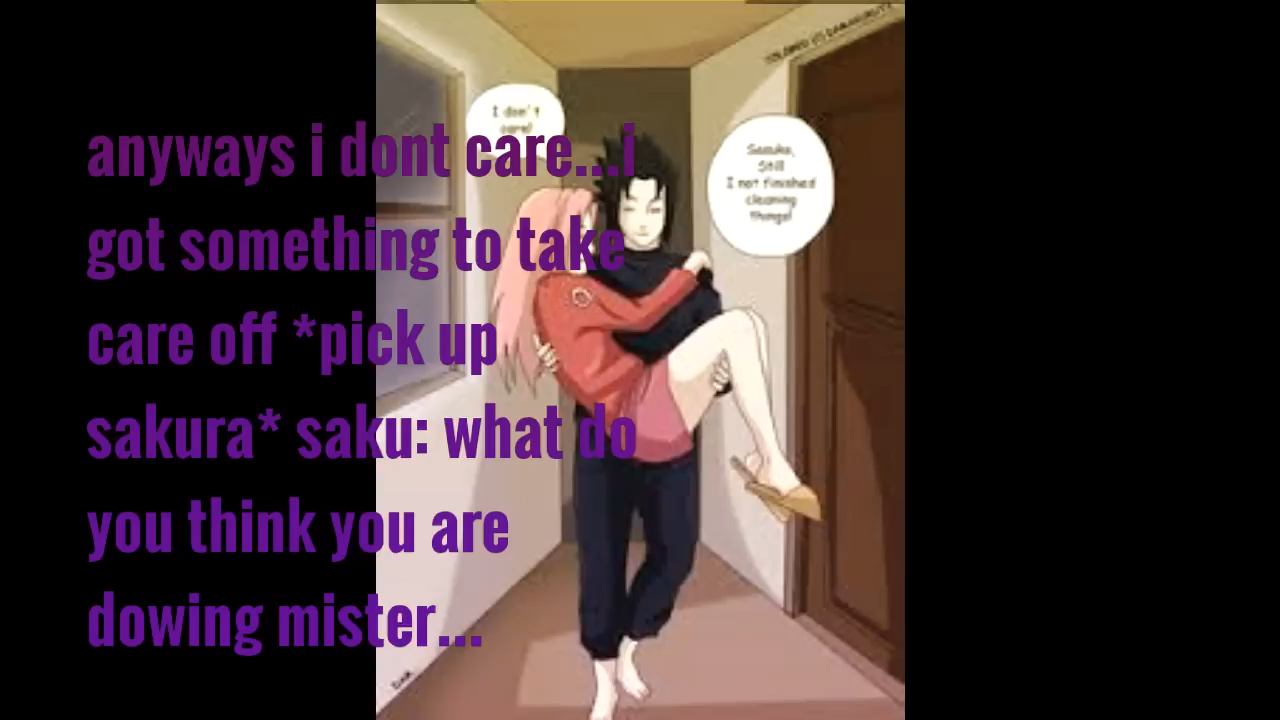 I don't
care!
Sasuke,
Still
I not finished
cleaning
things!
anyways i dont care...i
got something to take
care off *pick up
sakura* saku: what do
you think you are
dowing mister...